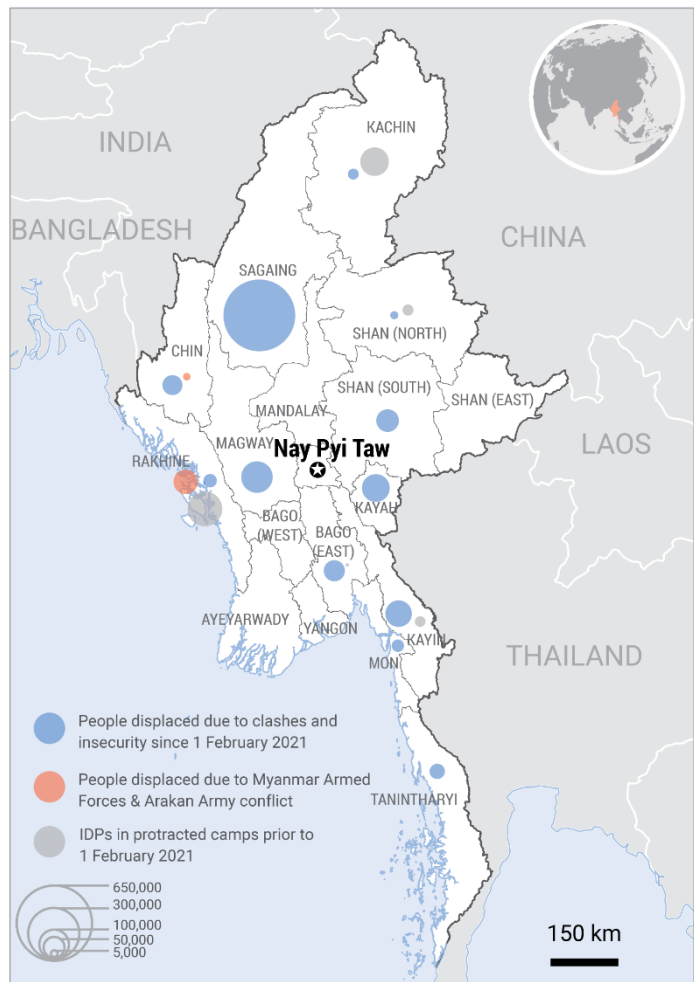 KACHIN
INDIA
BANGLADESH
CHINA
SAGAING
SHAN (NORTH)
CHIN
SHAN (SOUTH)
SHAN (EAST)
MANDALAY
MAGWAY
Nay Pyi Taw
LAOS
RAKHINE
KAYAH
BAGO
(WEST)
BAGO
(EAST)
AYEYARWADY
YANGON
KAYIN
MON
THAILAND
People displaced due to clashes and
insecurity since 1 February 2021
People displaced due to Myanmar Armed
Forces & Arakan Army conflict
TANINTHARYI
IDPs in protracted camps prior to
1 February 2021
650,000
300,000
100,000
50,000
5,000
150 km